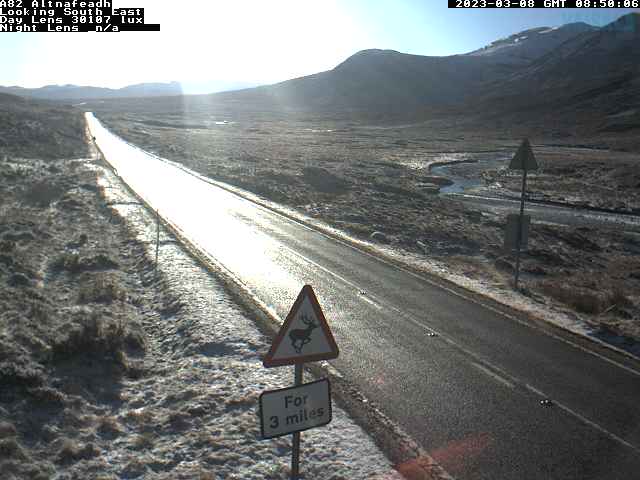 A82 Altnafeadh
Looking South East
Day Lens 30107 lux
Night Lens _n/a
2023-03-08 GMT 08:50:06
For
3 miles